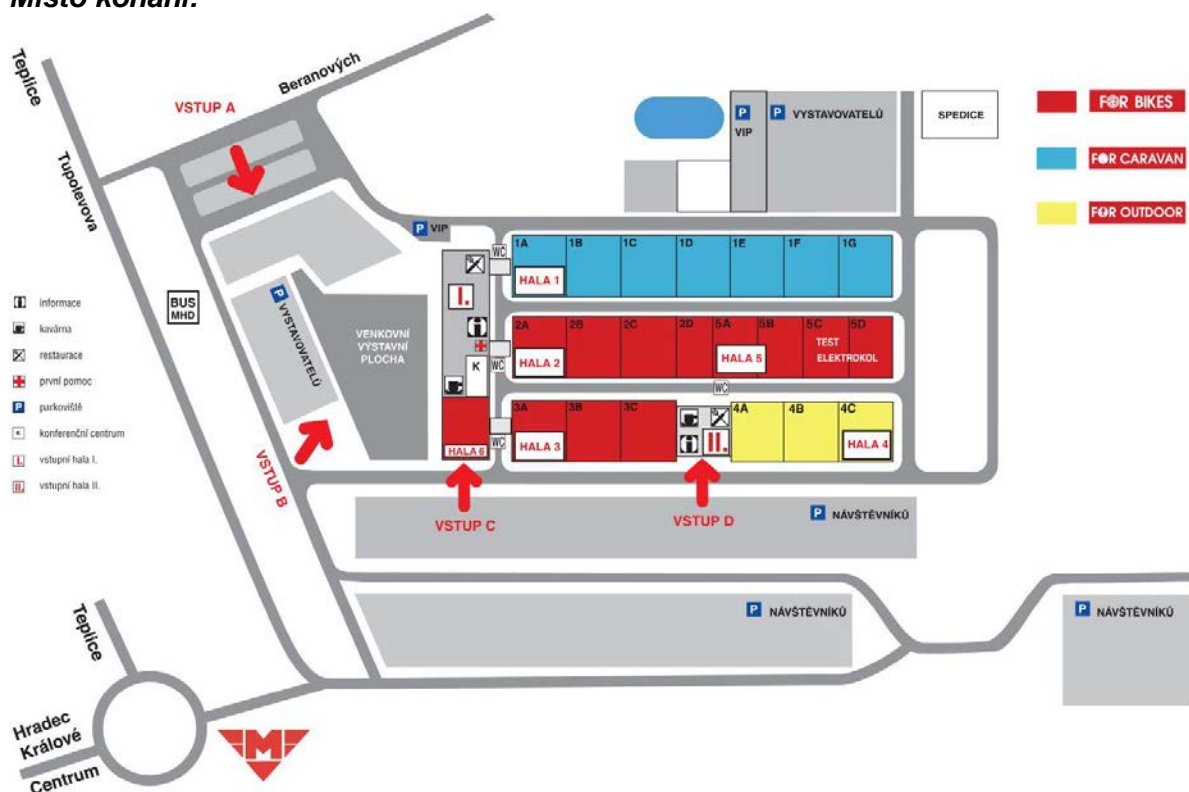 Místo konání:
Teplice
Tupolevova
VSTUP A
Beranových
P
VIP
P VYSTAVOVATELŮ
SPEDICE
FOR BIKES
FOR CARAVAN
FOR OUTDOOR
P VIP
WC
1A 1B 1C 1D 1E 1F 1G
HALA 1
I.
i informace
kavárna
restaurace
první pomoc
P parkoviště
K konferenční centrum
I. vstupní hala I.
II. vstupní hala II.
BUS
MHD
P VYSTAVOVATELŮ
VENKOVNÍ
VÝSTAVNÍ
PLOCHA
i
K
WC
2A 2B 2C 2D 5A 5B 5C 5D
HALA 2
HALA 5
TEST
ELEKTROKOL
WC
3A 3B 3C
HALA 3
HALA 6
WC
i II.
4A 4B 4C
HALA 4
VSTUP B
VSTUP C
VSTUP D
P NÁVŠTĚVNÍKŮ
P NÁVŠTĚVNÍKŮ
P NÁVŠTĚVNÍKŮ
Teplice
Hradec
Králové
Centrum
M